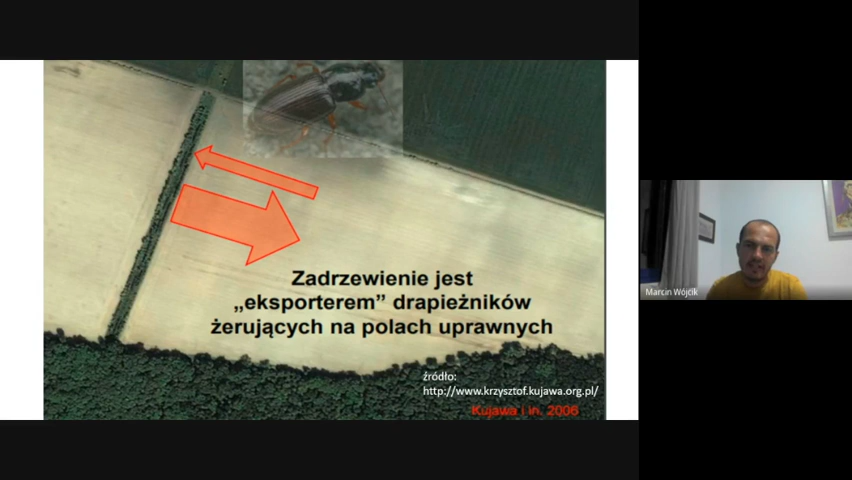 Zadrzewienie jest
„eksporterem” drapieżników
żerujących na polach uprawnych
źródło:
http://www.krzysztof.kujawa.org.pl/
Kujawa i in. 2006
Marcin Wójcik